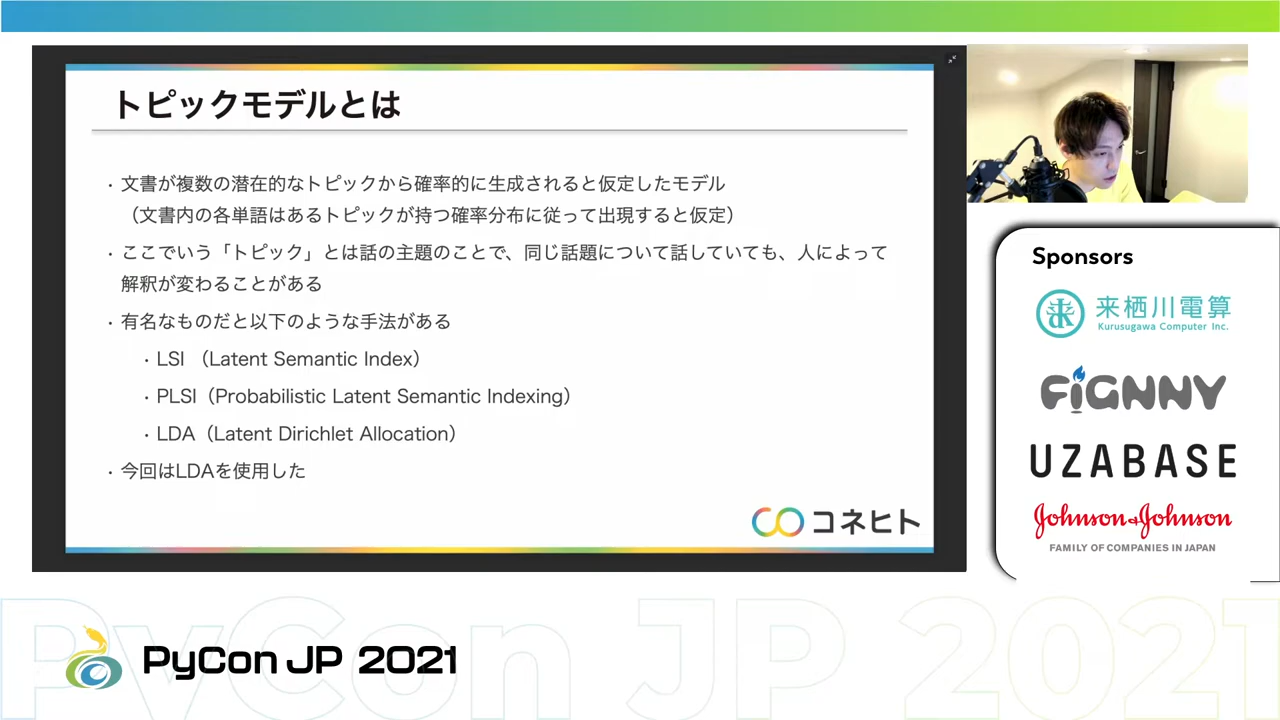 トピックモデルとは
・文書が複数の潜在的なトピックから確率的に生成されると仮定したモデル
（文書内の各単語はあるトピックが持つ確率分布に従って出現すると仮定）
・ここでいう「トピック」とは話の主題のことで、同じ話題について話していても、人によって
解釈が変わることがある
・有名なものだと以下のような手法がある
・LSI （Latent Semantic Index）
・PLSI（Probabilistic Latent Semantic Indexing）
・LDA（Latent Dirichlet Allocation）
・今回はLDAを使用した
コネヒト
Sponsors
来栖川電算
Kurusugawa Computer Inc.
FiGNNY
UZABASE
Johnson&Johnson
FAMILY OF COMPANIES IN JAPAN
PyCon JP 2021
PyCon JP 2021